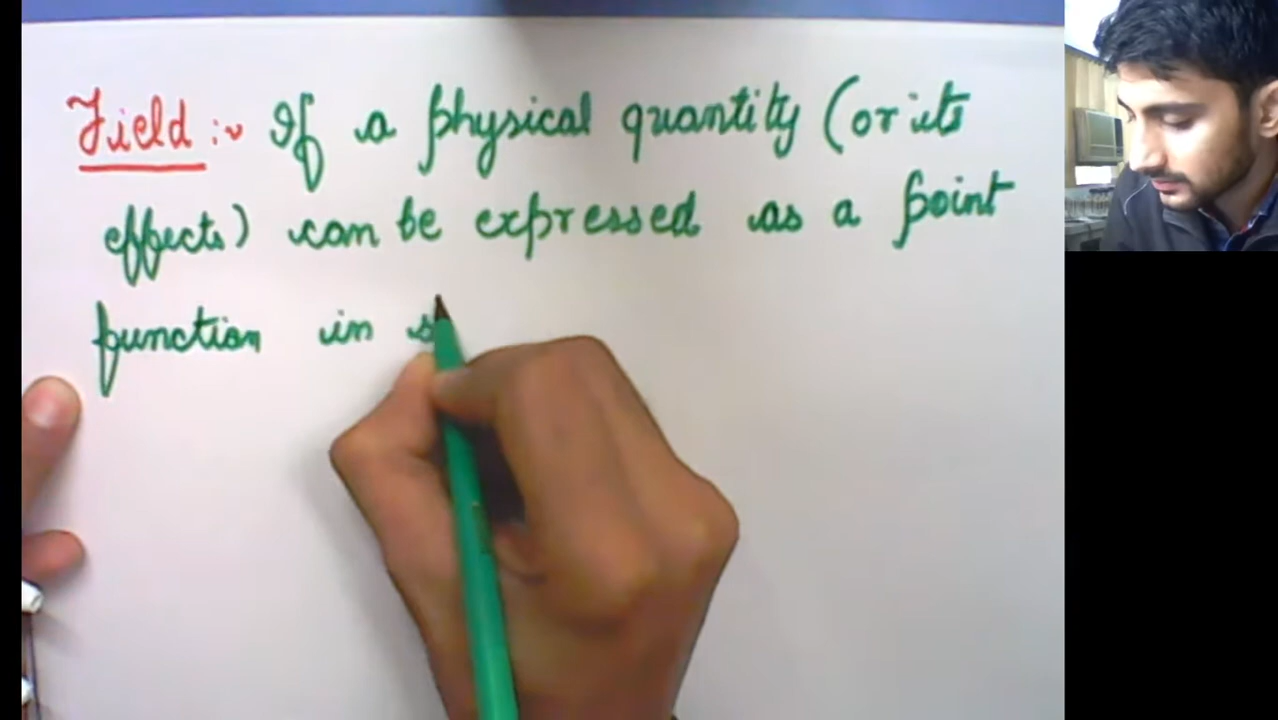 Field :~ If a physical quantity (or its
effects) can be expressed as a point
function in s